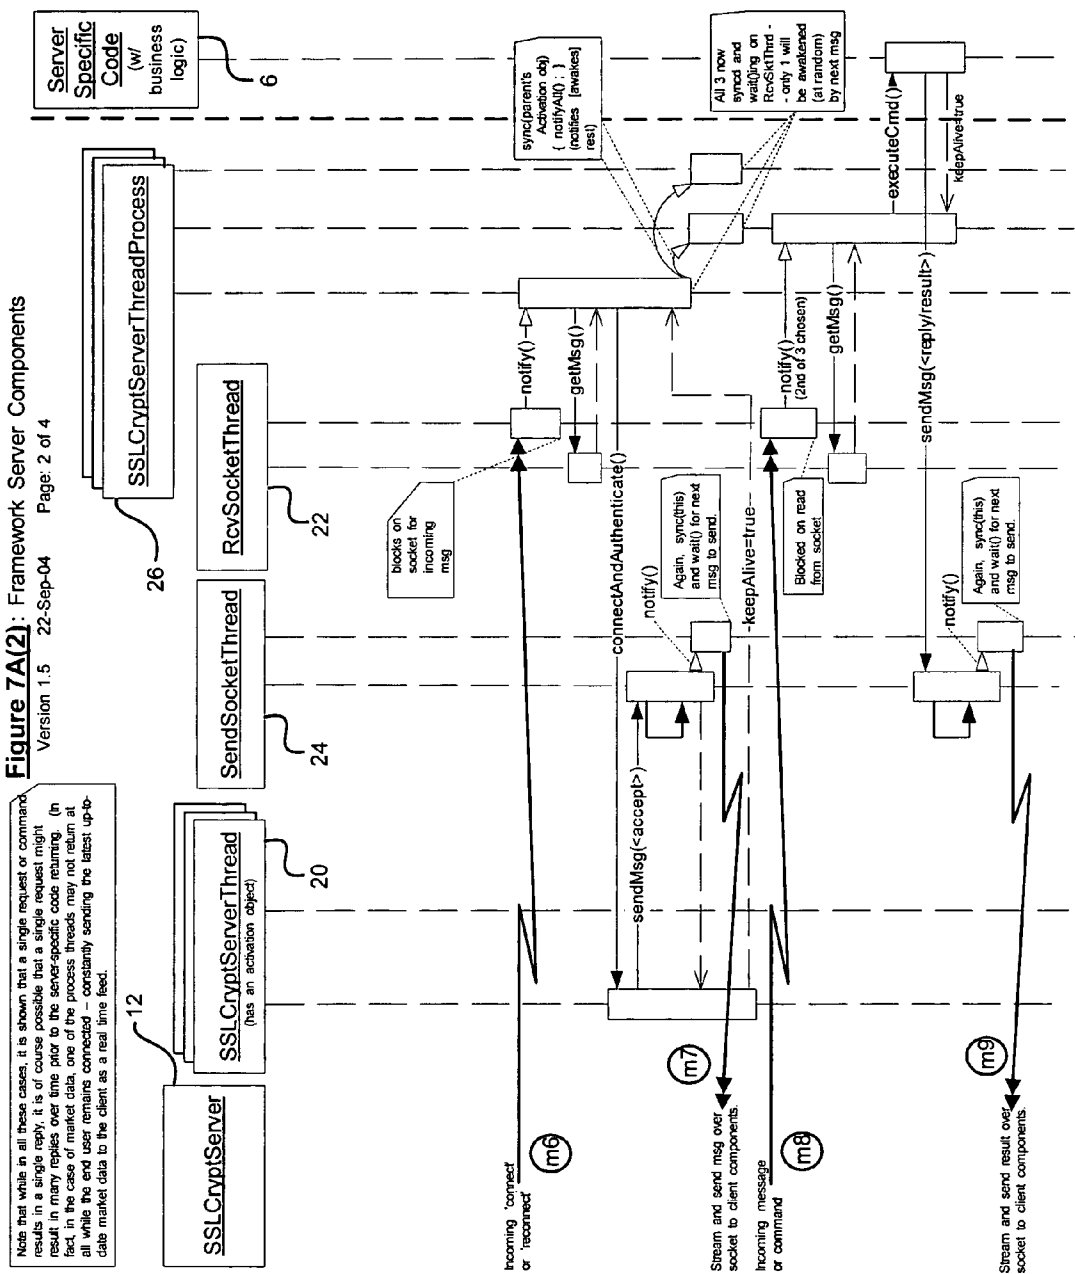 Figure 7A(2): Framework Server Components
Version 1.5 22-Sep-04 Page: 2 of 4
Note that while in all these cases, it is shown that a single request or command
results in a single reply, it is of course possible that a single request might
result in many replies over time prior to the server-specific code returning. (In
fact, in the case of market data, one of the process threads may not return at
all while the end user remains connected – constantly sending the latest up-to-
date market data to the client as a real time feed.
12
SSLCryptServer
SSLCryptServerThread
(has an activation object)
20
SendSocketThread
24
RcvSocketThread
22
SSLCryptServerThreadProcess
26
Server
Specific
Code
(w/
business
logic)
6
Incoming 'connect'
or 'reconnect'
m6
blocks on
socket for
incoming
msg
notify()
getMsg()
sync(parent's
Activation obj)
{ notifyAll() ; }
(notifies [awakes]
rest)
connectAndAuthenticate()
sendMsg(<accept>)
notify()
Again, sync(this)
and wait() for next
msg to send.
keepAlive=true
m7
Stream and send msg over
socket to client components.
All 3 now
syncd and
wait()ing on
RcvSktThrd -
- only 1 will
be awakened
(at random)
by next msg
Incoming message
or command
m8
Blocked on read
from socket
notify()
(2nd of 3 chosen)
getMsg()
executeCmd()
keepAlive=true
sendMsg(<reply/result>)
notify()
Again, sync(this)
and wait() for next
msg to send.
m9
Stream and send result over
socket to client components.